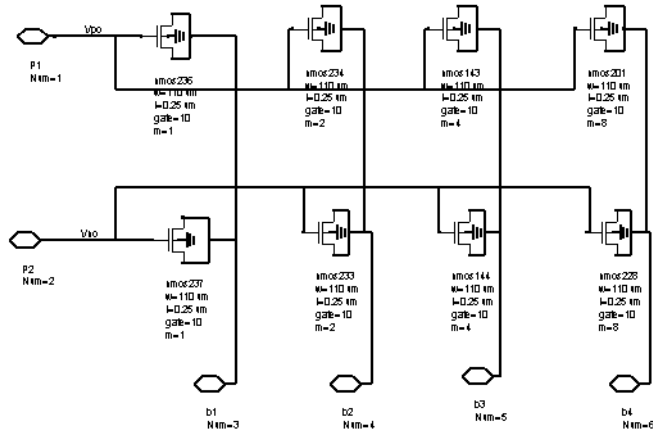 Vpo
P1
Num=1
nmos236
w=110 um
l=0.25 um
gate=10
m=1
nmos234
w=110 um
l=0.25 um
gate=10
m=2
nmos143
w=110 um
l=0.25 um
gate=10
m=4
nmos201
w=110 um
l=0.25 um
gate=10
m=8
Vno
P2
Num=2
nmos237
w=110 um
l=0.25 um
gate=10
m=1
nmos233
w=110 um
l=0.25 um
gate=10
m=2
nmos144
w=110 um
l=0.25 um
gate=10
m=4
nmos228
w=110 um
l=0.25 um
gate=10
m=8
b1
Num=3
b2
Num=4
b3
Num=5
b4
Num=6